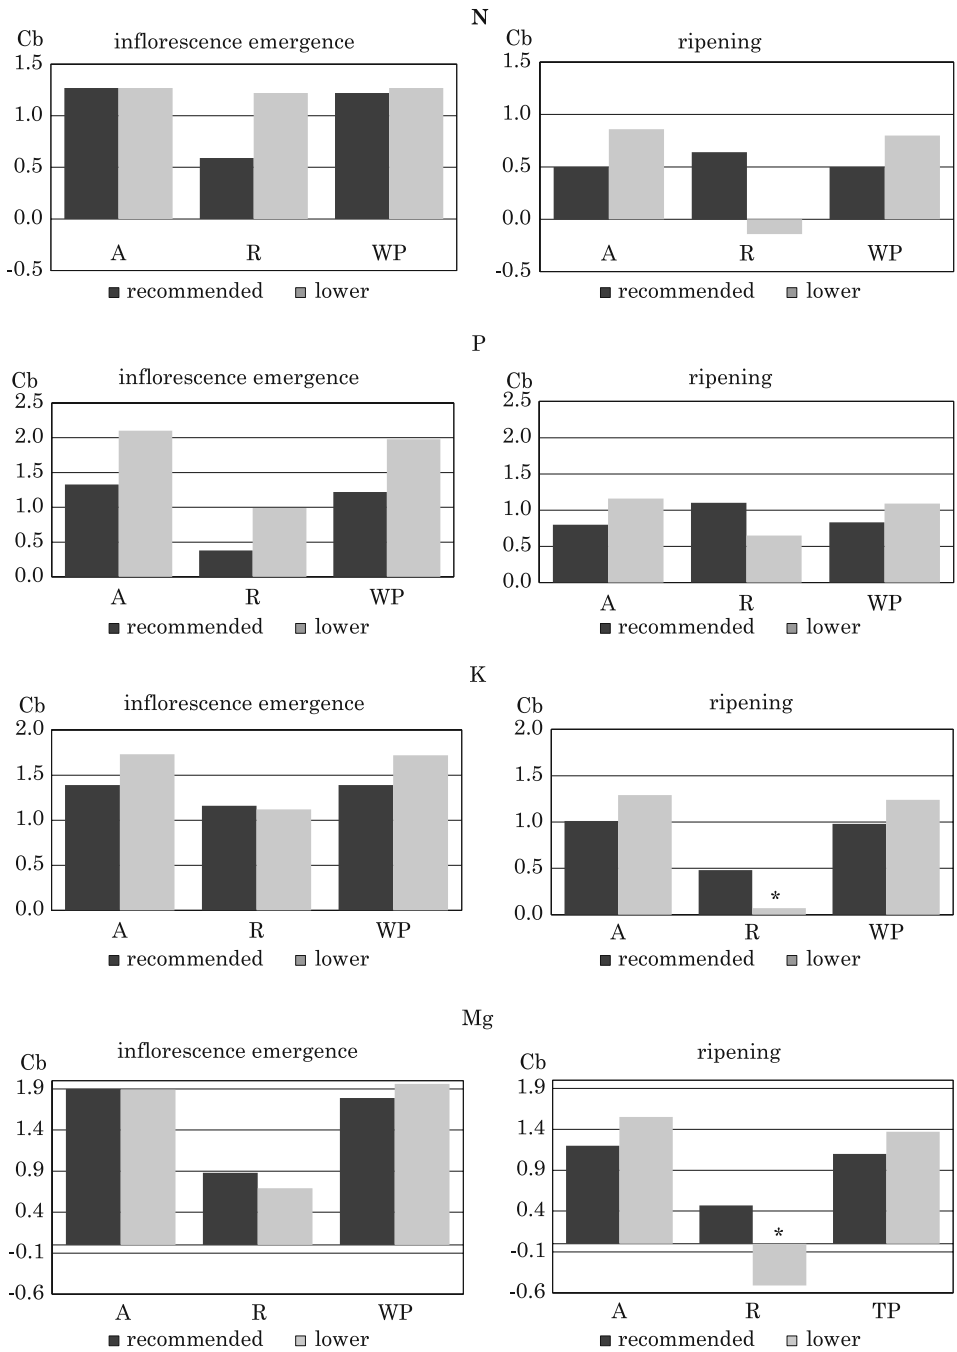 N
Cb inflorescence emergence
1.5
1.0
0.5
0.0
-0.5
A R WP
■ recommended ■ lower
Cb ripening
1.5
1.0
0.5
0.0
-0.5
A R WP
■ recommended ■ lower
P
Cb inflorescence emergence
2.5
2.0
1.5
1.0
0.5
0.0
A R WP
■ recommended ■ lower
Cb ripening
2.5
2.0
1.5
1.0
0.5
0.0
A R WP
■ recommended ■ lower
K
Cb inflorescence emergence
2.0
1.5
1.0
0.5
0.0
A R WP
■ recommended ■ lower
Cb ripening
2.0
1.5
1.0
0.5
*
0.0
A R WP
■ recommended ■ lower
Mg
Cb inflorescence emergence
1.9
1.4
0.9
0.4
-0.1
-0.6
A R WP
■ recommended ■ lower
Cb ripening
1.9
1.4
0.9
0.4
*
-0.1
-0.6
A R TP
■ recommended ■ lower